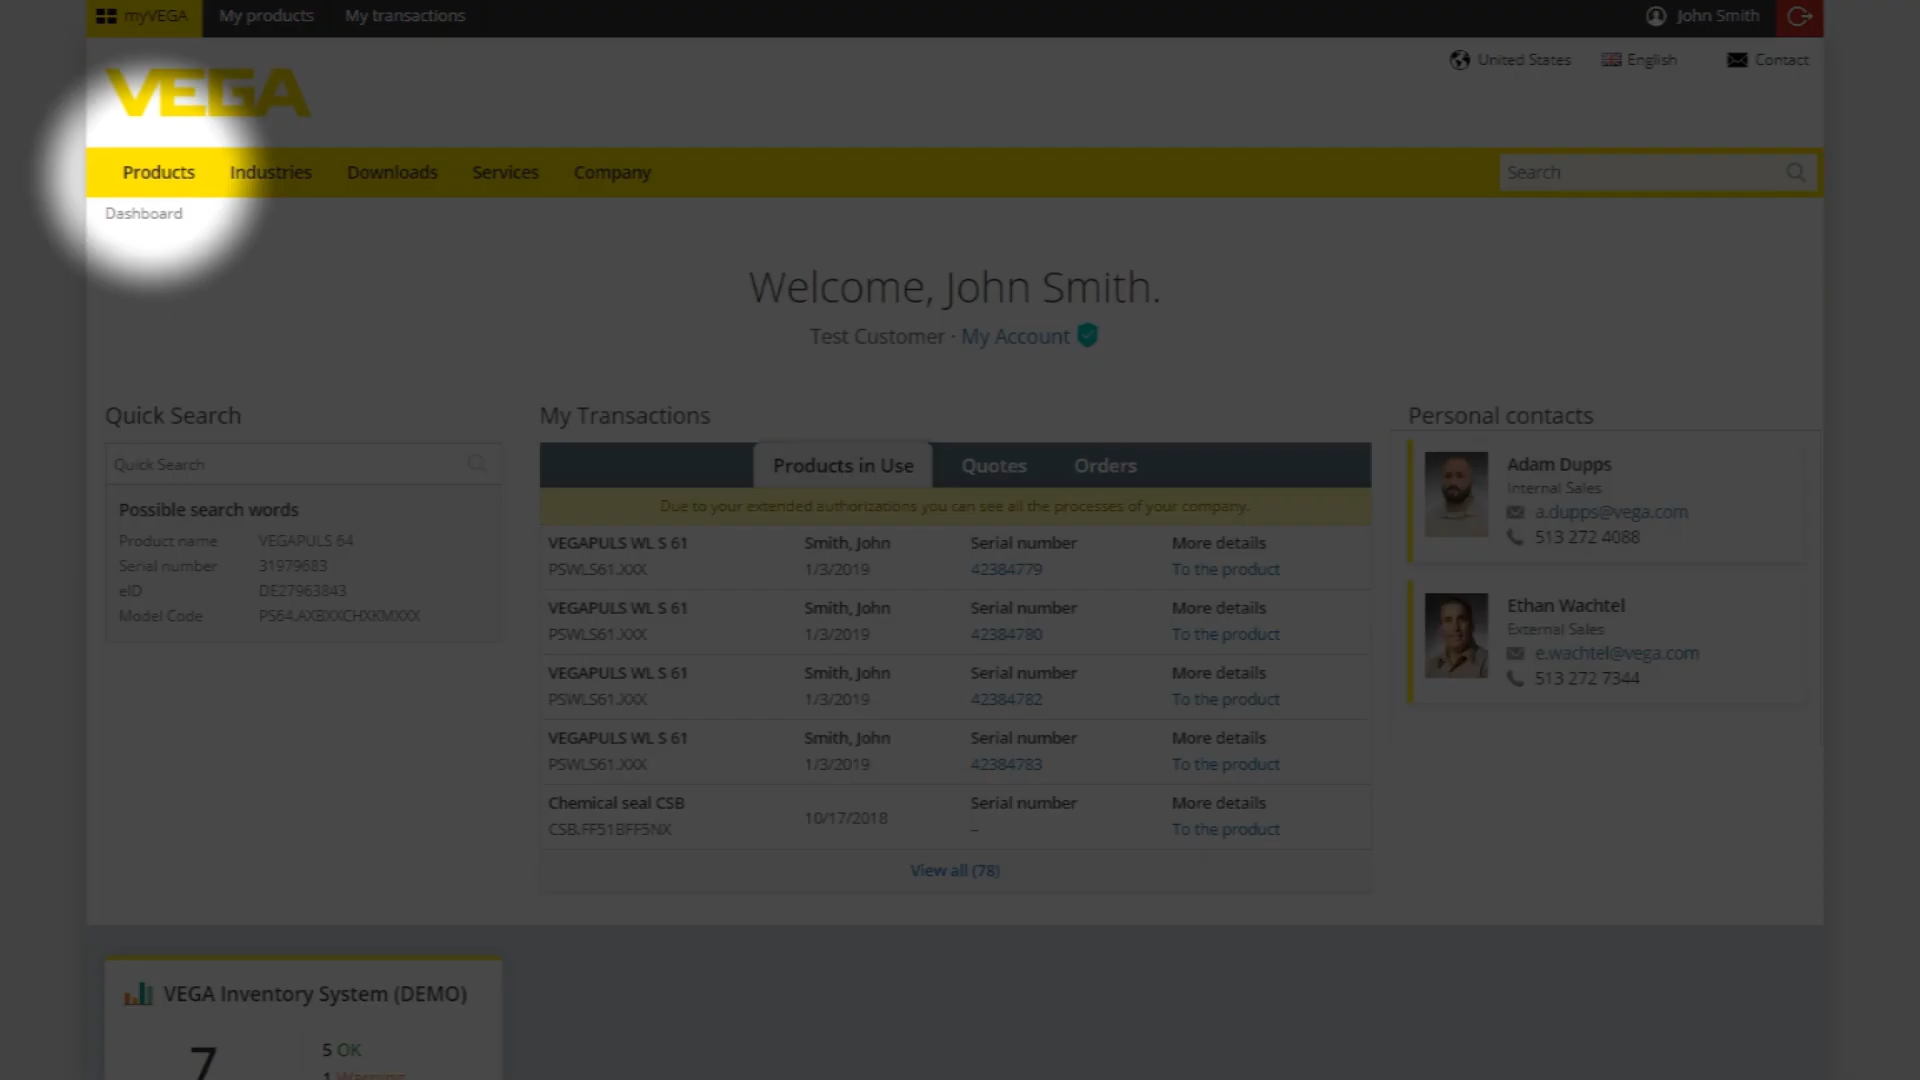 myVEGA My products My transactions John Smith
United States English Contact
VEGA
Products Industries Downloads Services Company Search
Dashboard
Welcome, John Smith.
Test Customer · My Account
Quick Search
Quick Search
Possible search words
Product name VEGAPULS 64
Serial number 31979683
eID DE27963843
Model Code PS64.AXBXXCHXKMXXX
My Transactions
Products in Use Quotes Orders
Due to your extended authorizations you can see all the processes of your company.
VEGAPULS WL S 61 Smith, John Serial number More details
PSWLS61.XXX 1/3/2019 42384779 To the product
VEGAPULS WL S 61 Smith, John Serial number More details
PSWLS61.XXX 1/3/2019 42384780 To the product
VEGAPULS WL S 61 Smith, John Serial number More details
PSWLS61.XXX 1/3/2019 42384782 To the product
VEGAPULS WL S 61 Smith, John Serial number More details
PSWLS61.XXX 1/3/2019 42384783 To the product
Chemical seal CSB 10/17/2018 Serial number More details
CSB.FF51BFF5NX – To the product
View all (78)
Personal contacts
Adam Dupps
Internal Sales
a.dupps@vega.com
513 272 4088
Ethan Wachtel
External Sales
e.wachtel@vega.com
513 272 7344
VEGA Inventory System (DEMO)
7
5 OK
1 Warning